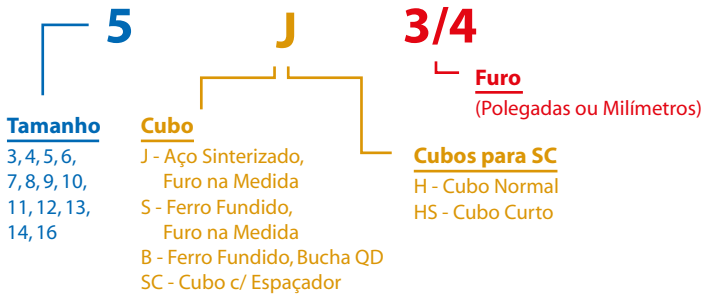 5 J 3/4
Furo
(Polegadas ou Milímetros)
Tamanho
3, 4, 5, 6,
7, 8, 9, 10,
11, 12, 13,
14, 16
Cubo
J - Aço Sinterizado,
Furo na Medida
S - Ferro Fundido,
Furo na Medida
B - Ferro Fundido, Bucha QD
SC - Cubo c/ Espaçador
Cubos para SC
H - Cubo Normal
HS - Cubo Curto